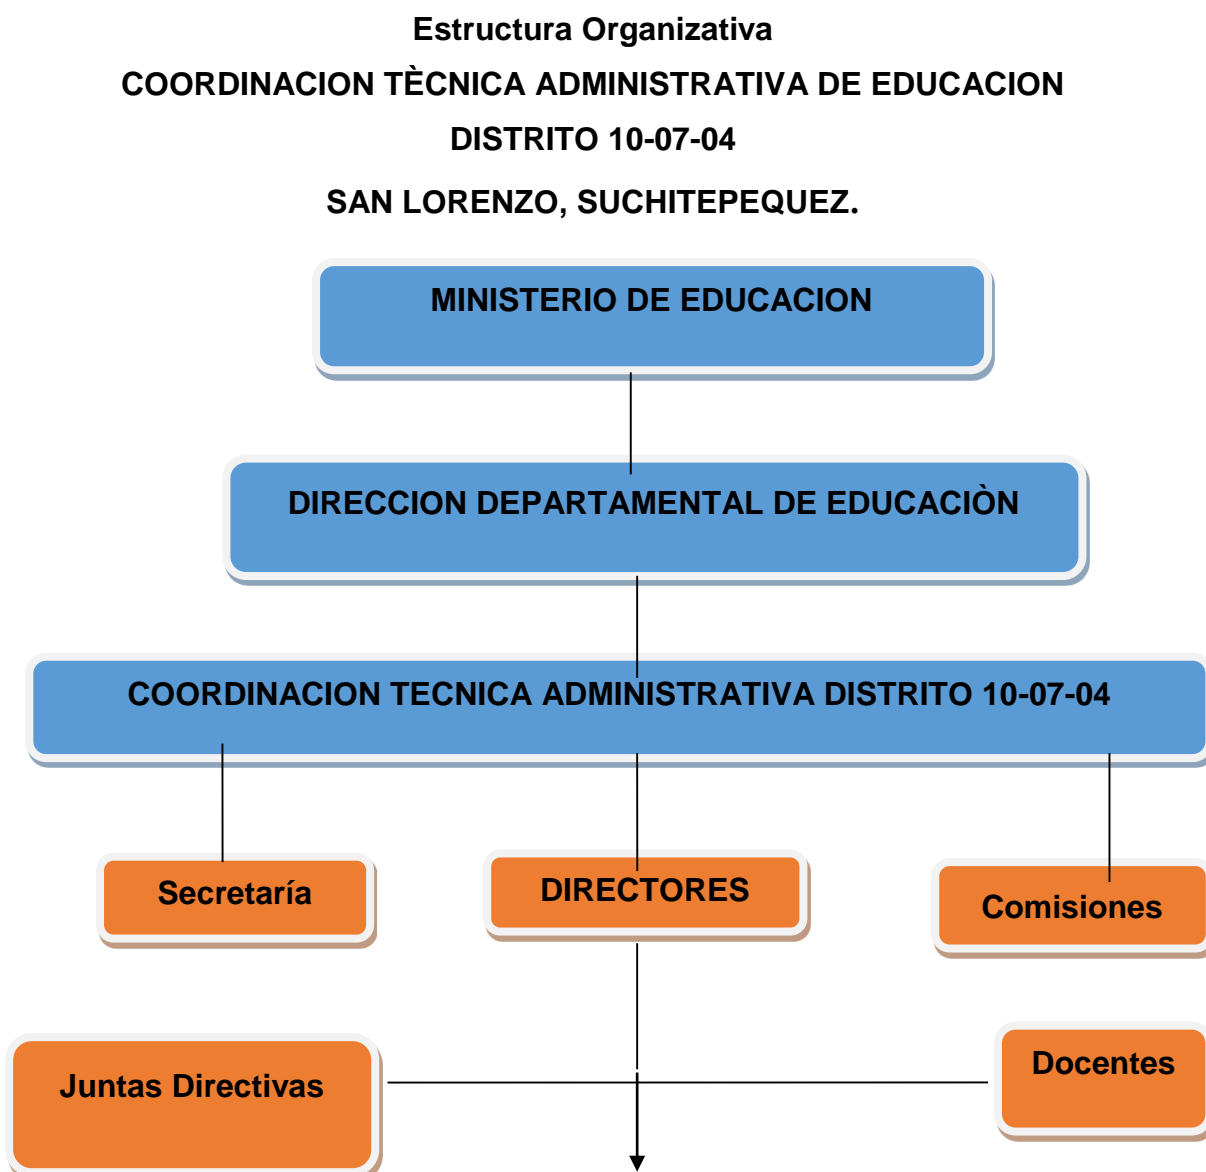 Estructura Organizativa
COORDINACION TÈCNICA ADMINISTRATIVA DE EDUCACION
DISTRITO 10-07-04
SAN LORENZO, SUCHITEPEQUEZ.
MINISTERIO DE EDUCACION
DIRECCION DEPARTAMENTAL DE EDUCACIÒN
COORDINACION TECNICA ADMINISTRATIVA DISTRITO 10-07-04
Secretaría
DIRECTORES
Comisiones
Juntas Directivas
Docentes